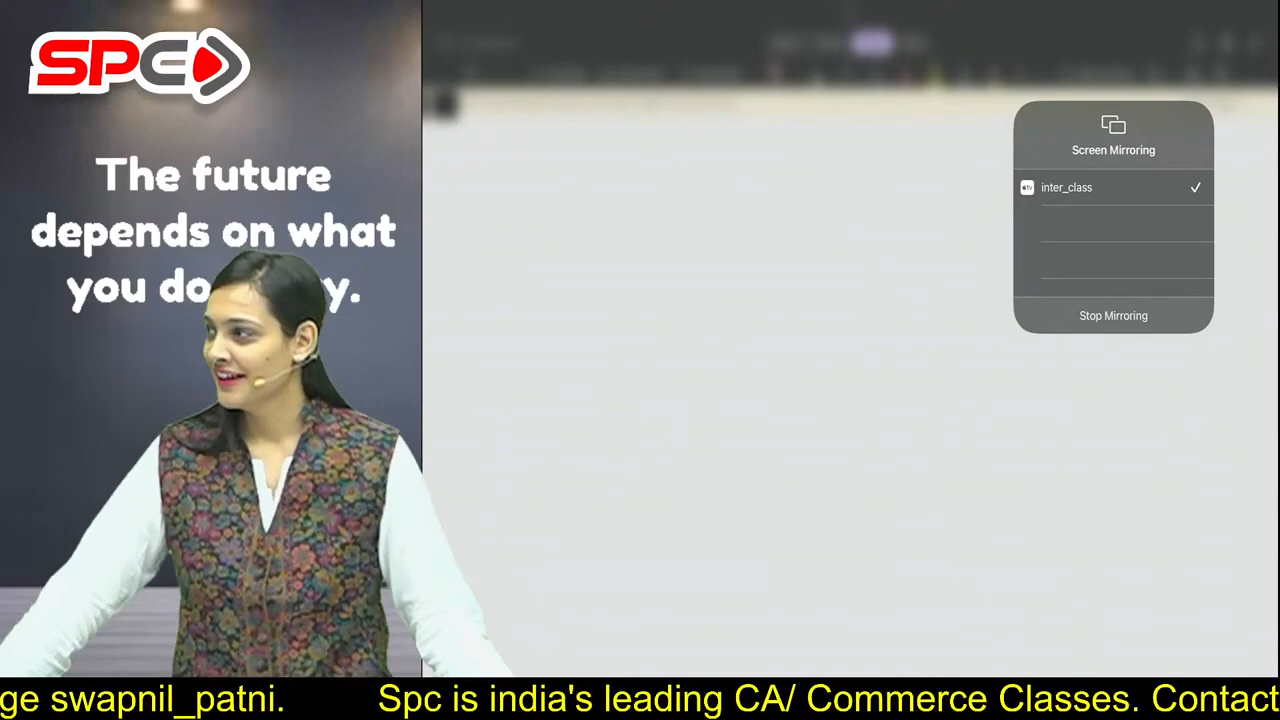 SPC
The future
depends on what
you do y.
Screen Mirroring
tv inter_class
Stop Mirroring
ge swapnil_patni. Spc is india's leading CA/ Commerce Classes. Contact